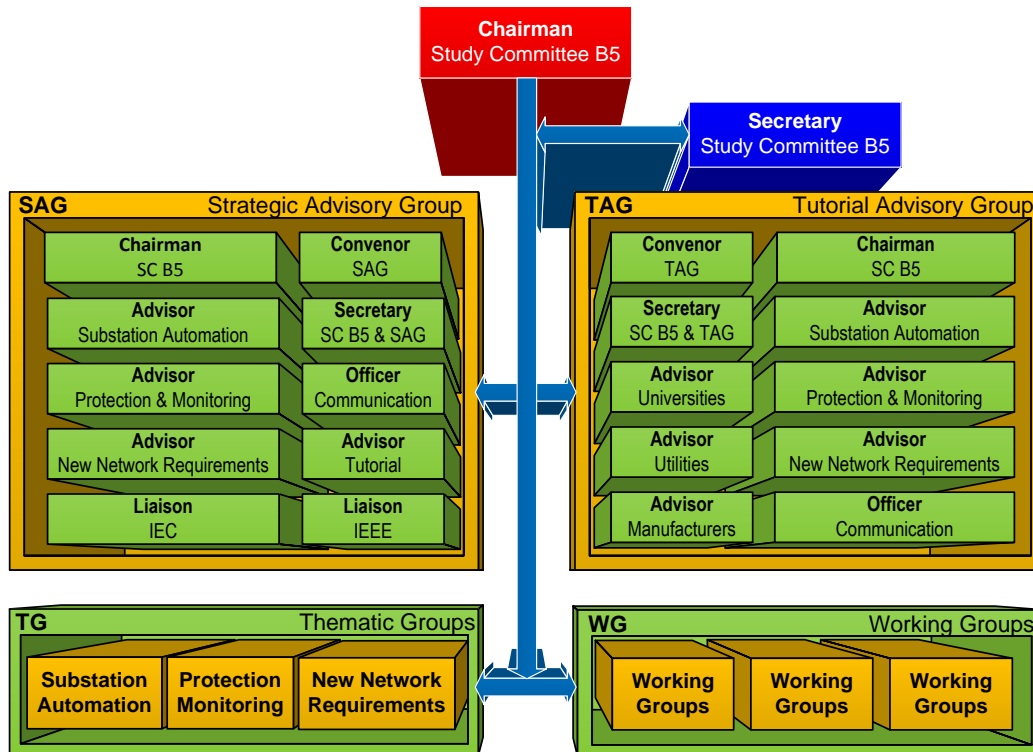 Chairman
Study Committee B5
Secretary
Study Committee B5
SAG Strategic Advisory Group
Chairman
SC B5
Convenor
SAG
Advisor
Substation Automation
Secretary
SC B5 & SAG
Advisor
Protection & Monitoring
Officer
Communication
Advisor
New Network Requirements
Advisor
Tutorial
Liaison
IEC
Liaison
IEEE
TAG Tutorial Advisory Group
Convenor
TAG
Chairman
SC B5
Secretary
SC B5 & TAG
Advisor
Substation Automation
Advisor
Universities
Advisor
Protection & Monitoring
Advisor
Utilities
Advisor
New Network Requirements
Advisor
Manufacturers
Officer
Communication
TG Thematic Groups
Substation
Automation
Protection
Monitoring
New Network
Requirements
WG Working Groups
Working
Groups
Working
Groups
Working
Groups